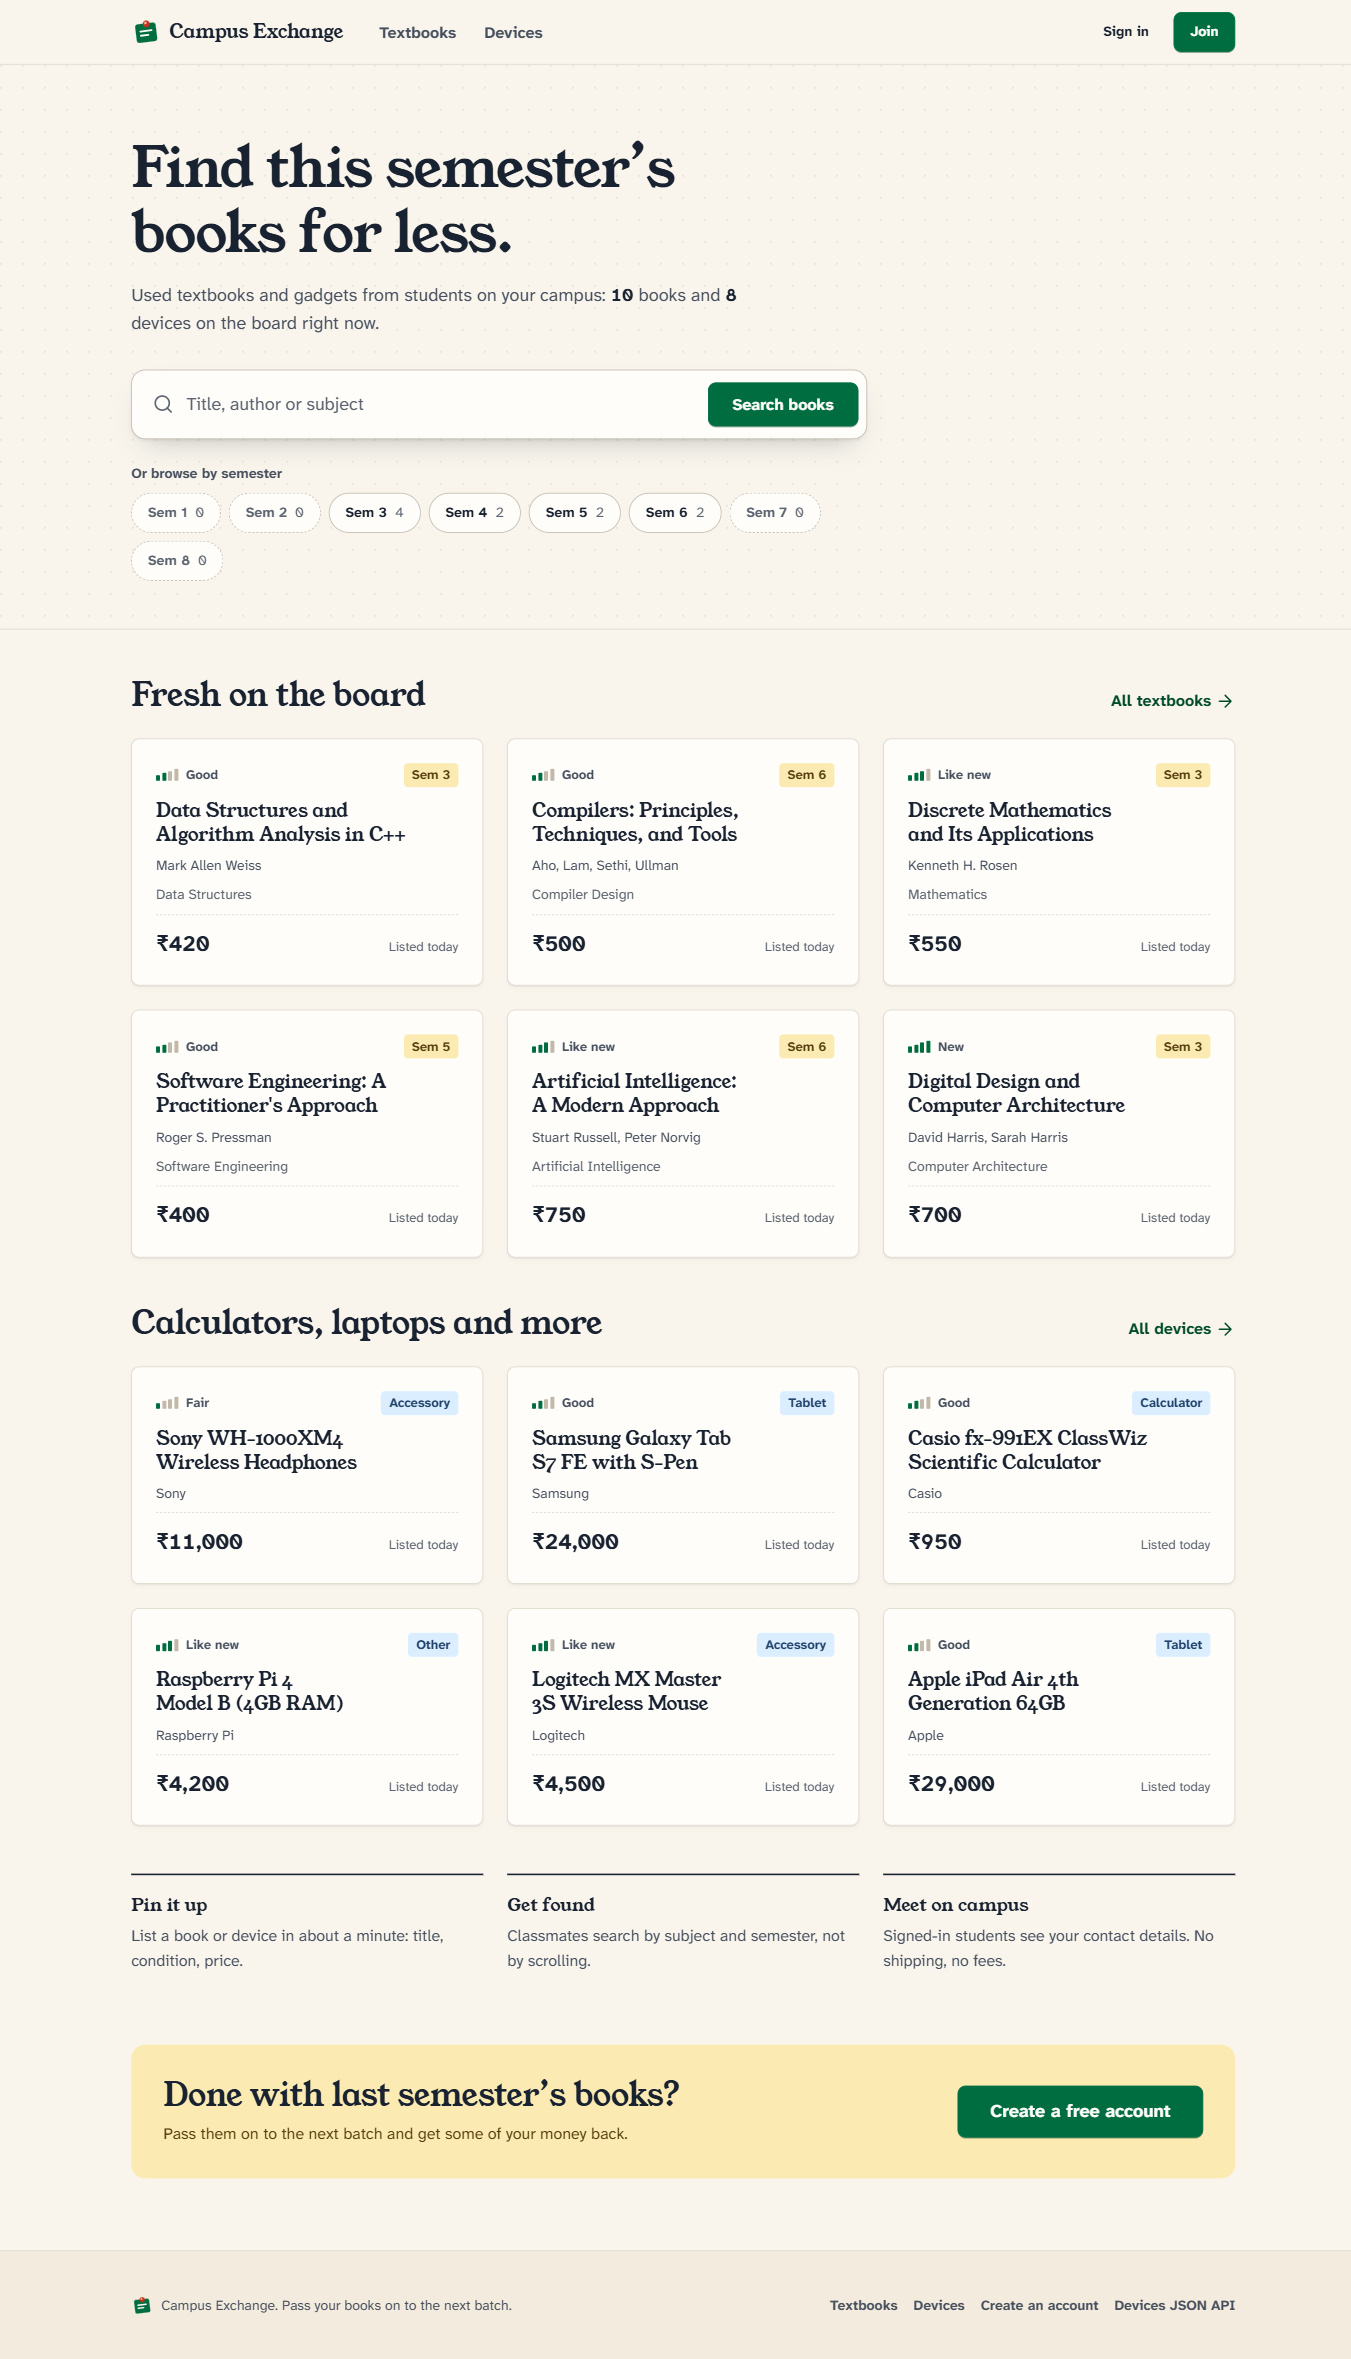 Campus Exchange Textbooks Devices Sign in Join
Find this semester’s
books for less.
Used textbooks and gadgets from students on your campus: 10 books and 8
devices on the board right now.
Title, author or subject Search books
Or browse by semester
Sem 1 0 Sem 2 0 Sem 3 4 Sem 4 2 Sem 5 2 Sem 6 2 Sem 7 0
Sem 8 0
Fresh on the board All textbooks →
Good Sem 3
Data Structures and
Algorithm Analysis in C++
Mark Allen Weiss
Data Structures
₹420 Listed today
Good Sem 6
Compilers: Principles,
Techniques, and Tools
Aho, Lam, Sethi, Ullman
Compiler Design
₹500 Listed today
Like new Sem 3
Discrete Mathematics
and Its Applications
Kenneth H. Rosen
Mathematics
₹550 Listed today
Good Sem 5
Software Engineering: A
Practitioner's Approach
Roger S. Pressman
Software Engineering
₹400 Listed today
Like new Sem 6
Artificial Intelligence:
A Modern Approach
Stuart Russell, Peter Norvig
Artificial Intelligence
₹750 Listed today
New Sem 3
Digital Design and
Computer Architecture
David Harris, Sarah Harris
Computer Architecture
₹700 Listed today
Calculators, laptops and more All devices →
Fair Accessory
Sony WH-1000XM4
Wireless Headphones
Sony
₹11,000 Listed today
Good Tablet
Samsung Galaxy Tab
S7 FE with S-Pen
Samsung
₹24,000 Listed today
Good Calculator
Casio fx-991EX ClassWiz
Scientific Calculator
Casio
₹950 Listed today
Like new Other
Raspberry Pi 4
Model B (4GB RAM)
Raspberry Pi
₹4,200 Listed today
Like new Accessory
Logitech MX Master
3S Wireless Mouse
Logitech
₹4,500 Listed today
Good Tablet
Apple iPad Air 4th
Generation 64GB
Apple
₹29,000 Listed today
Pin it up
List a book or device in about a minute: title,
condition, price.
Get found
Classmates search by subject and semester, not
by scrolling.
Meet on campus
Signed-in students see your contact details. No
shipping, no fees.
Done with last semester’s books?
Pass them on to the next batch and get some of your money back.
Create a free account
Campus Exchange. Pass your books on to the next batch. Textbooks Devices Create an account Devices JSON API